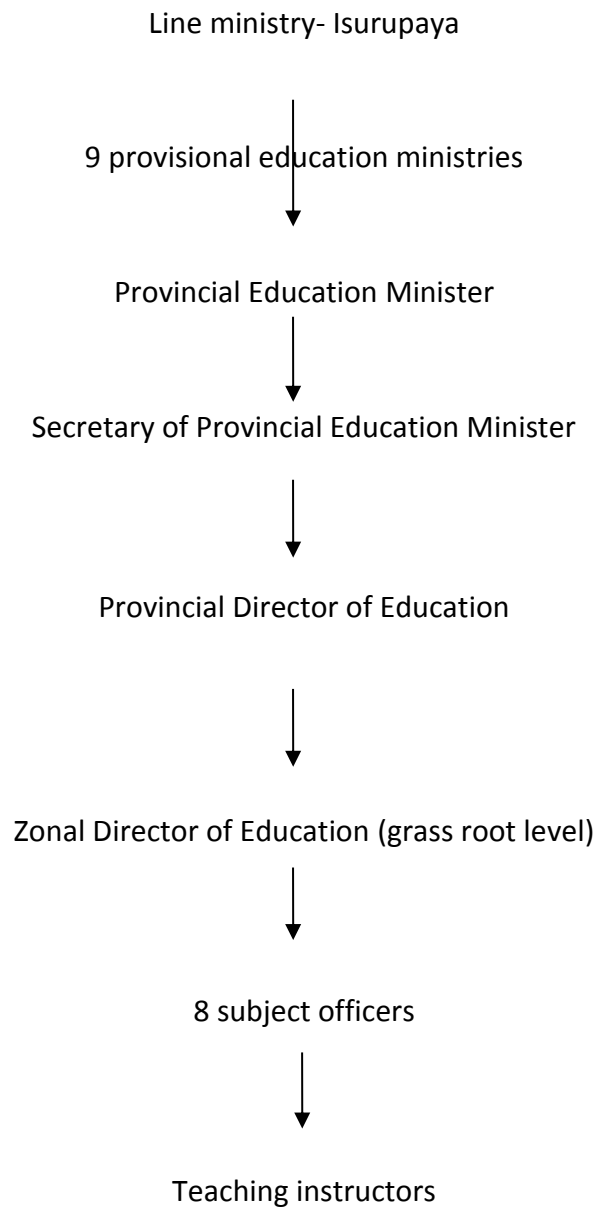 Line ministry- Isurupaya
9 provisional education ministries
Provincial Education Minister
Secretary of Provincial Education Minister
Provincial Director of Education
Zonal Director of Education (grass root level)
8 subject officers
Teaching instructors